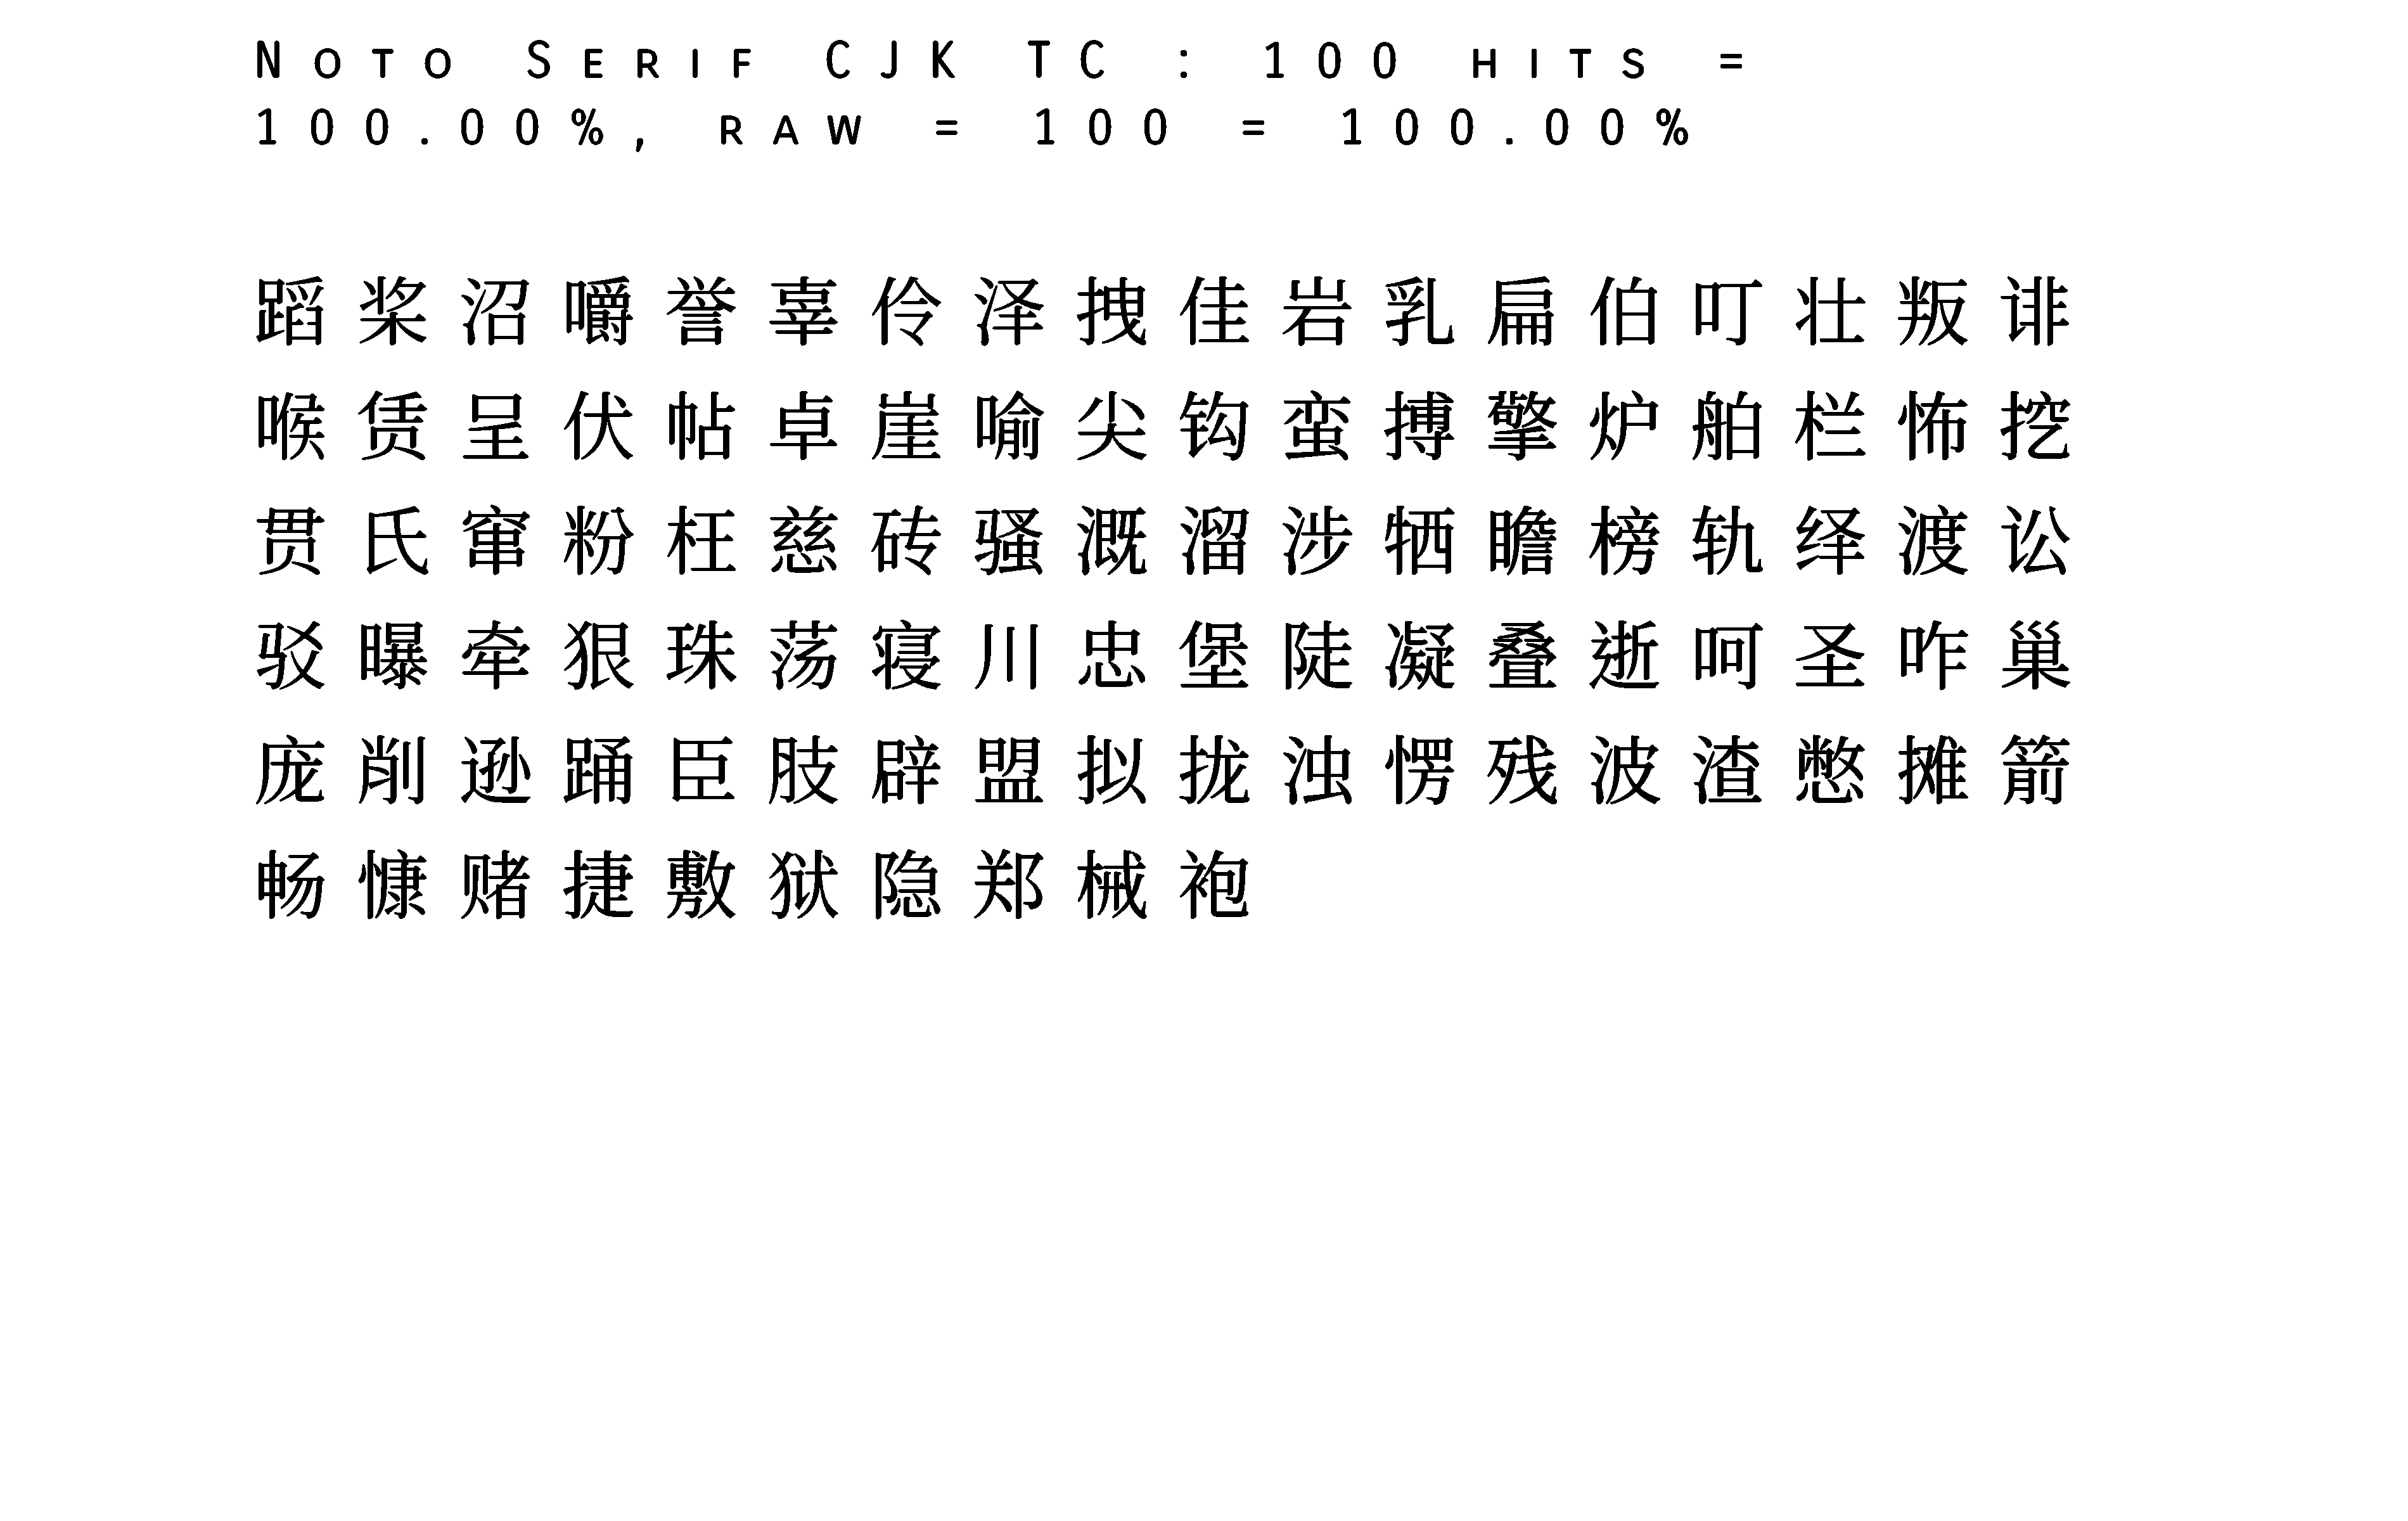 Noto Serif CJK TC : 100 hits =
100.00%, raw = 100 = 100.00%
蹈桨沼嚼誉辜伶泽拽佳岩乳扁伯叮壮叛诽
喉赁呈伏帖卓崖喻尖钩蛮搏擎炉舶栏怖挖
贯氏窜粉枉慈砖骚溉溜涉牺瞻榜轨绎渡讼
驳曝牵狠珠荡寝川忠堡陡凝叠逝呵圣咋巢
庞削逊踊臣肢辟盟拟拢浊愕残波渣憋摊箭
畅慷赌捷敷狱隐郑械袍